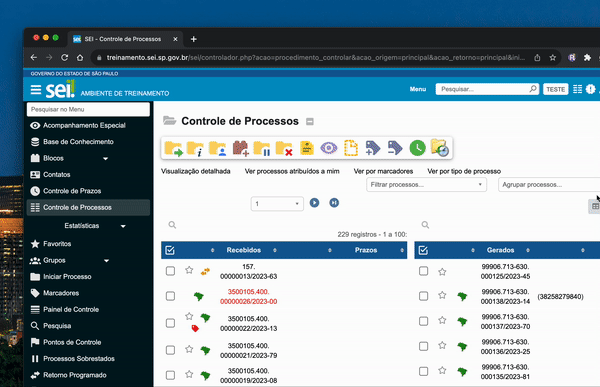 SEI - Controle de Processos
treinamento.sei.sp.gov.br/sei/controlador.php?acao=procedimento_controlar&acao_origem=principal&acao_retorno=principal&ini...
GOVERNO DO ESTADO DE SÃO PAULO
sei! AMBIENTE DE TREINAMENTO
Menu
Pesquisar...
TESTE
Pesquisar no Menu
Acompanhamento Especial
Base de Conhecimento
Blocos
Contatos
Controle de Prazos
Controle de Processos
Estatísticas
Favoritos
Grupos
Iniciar Processo
Marcadores
Painel de Controle
Pesquisa
Pontos de Controle
Processos Sobrestados
Retorno Programado
Controle de Processos
Visualização detalhada Ver processos atribuídos a mim Ver por marcadores Ver por tipo de processo
Filtrar processos... Agrupar processos...
1
229 registros - 1 a 100:
Recebidos Prazos
157.
00000013/2023-63
3500105.400.
00000026/2023-00
3500105.400.
00000022/2023-13
3500105.400.
00000021/2023-79
3500105.400.
00000019/2023-08
Gerados
99906.713-630.
000125/2023-45
99906.713-630.
000138/2023-14 (38258279840)
99906.713-630.
000137/2023-70
99906.713-630.
000136/2023-25
99906.713-630.
000135/2023-81